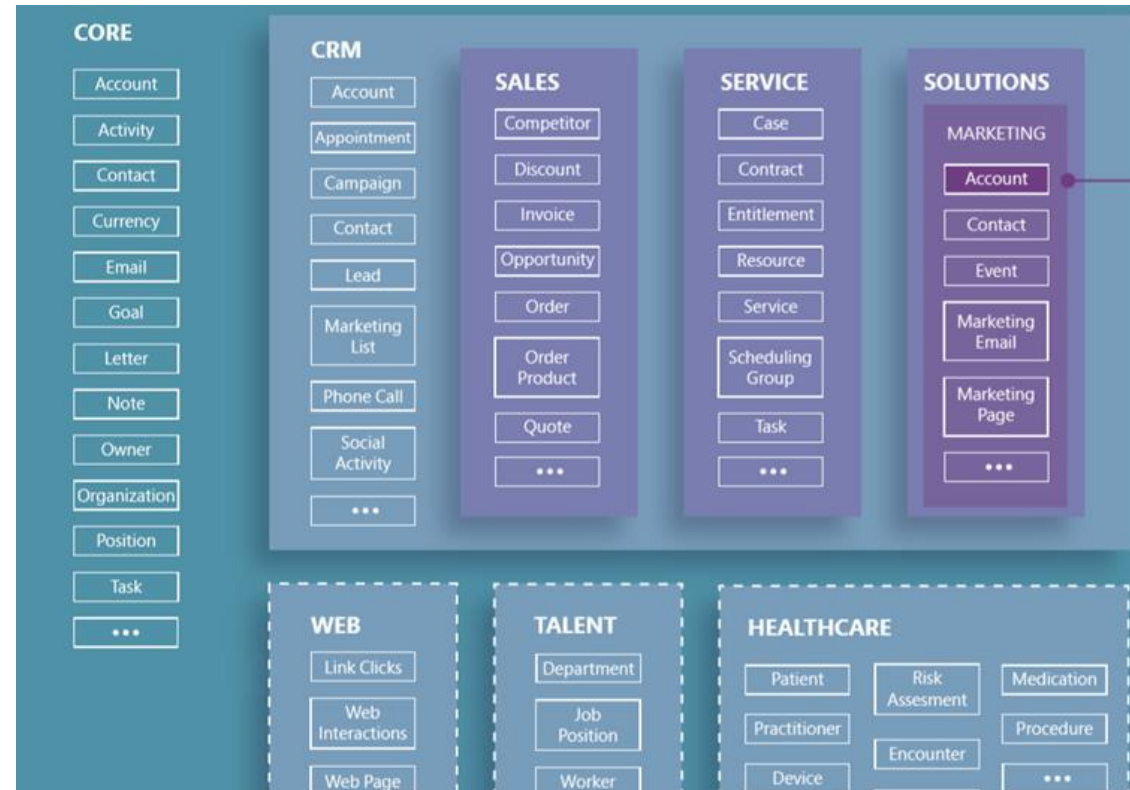 CORE
Account
Activity
Contact
Currency
Email
Goal
Letter
Note
Owner
Organization
Position
Task
•••
CRM
Account
Appointment
Campaign
Contact
Lead
Marketing
List
Phone Call
Social
Activity
•••
SALES
Competitor
Discount
Invoice
Opportunity
Order
Order
Product
Quote
•••
SERVICE
Case
Contract
Entitlement
Resource
Service
Scheduling
Group
Task
•••
SOLUTIONS
MARKETING
Account
Contact
Event
Marketing
Email
Marketing
Page
•••
WEB
Link Clicks
Web
Interactions
Web Page
TALENT
Department
Job
Position
Worker
HEALTHCARE
Patient
Practitioner
Device
Risk
Assesment
Encounter
Medication
Procedure
•••